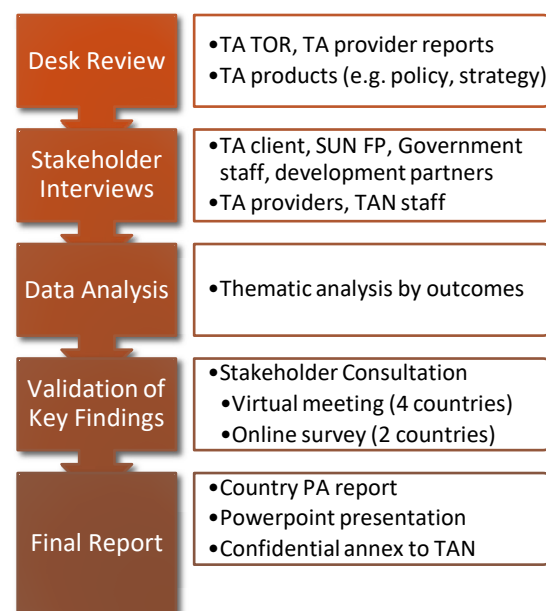 Desk Review
•TA TOR, TA provider reports
•TA products (e.g. policy, strategy)
Stakeholder
Interviews
•TA client, SUN FP, Government
staff, development partners
•TA providers, TAN staff
Data Analysis
•Thematic analysis by outcomes
Validation of
Key Findings
•Stakeholder Consultation
•Virtual meeting (4 countries)
•Online survey (2 countries)
Final Report
•Country PA report
•Powerpoint presentation
•Confidential annex to TAN